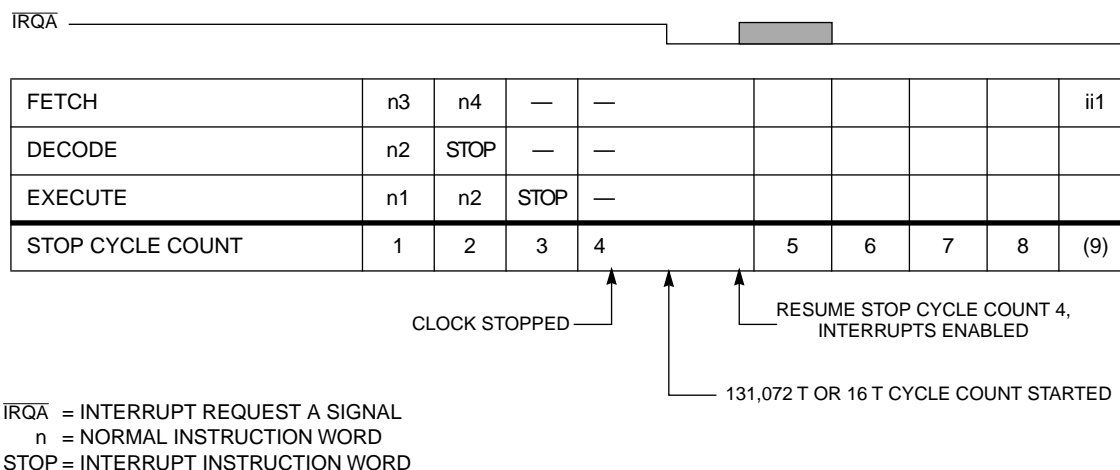 IRQA
FETCH n3 n4 — — ii1
DECODE n2 STOP — —
EXECUTE n1 n2 STOP —
STOP CYCLE COUNT 1 2 3 4 5 6 7 8 (9)
CLOCK STOPPED
RESUME STOP CYCLE COUNT 4,
INTERRUPTS ENABLED
131,072 T OR 16 T CYCLE COUNT STARTED
IRQA = INTERRUPT REQUEST A SIGNAL
n = NORMAL INSTRUCTION WORD
STOP = INTERRUPT INSTRUCTION WORD